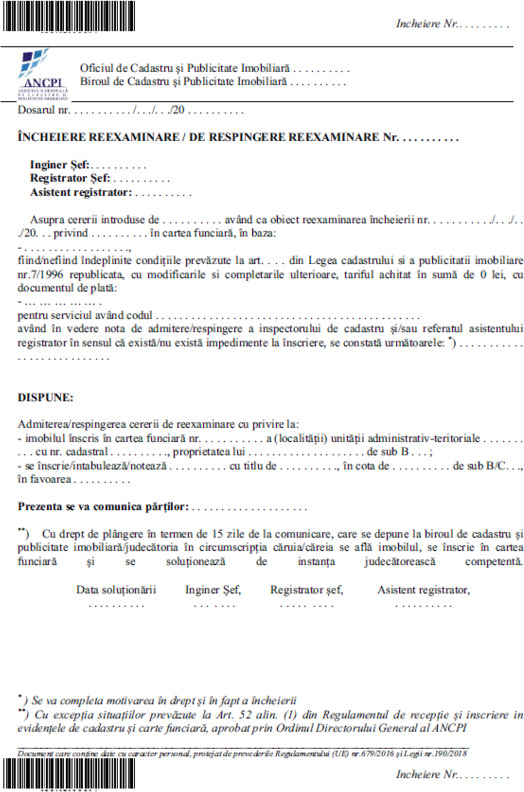 Incheiere Nr. . . . . . . . .
ANCPI
AGENȚIA NAȚIONALĂ
DE CADASTRU ȘI
PUBLICITATE IMOBILIARĂ
Oficiul de Cadastru și Publicitate Imobiliară . . . . . . . . . .
Biroul de Cadastru și Publicitate Imobiliară . . . . . . . . . .
Dosarul nr. . . . . . . . . . . /. . ./. . ./20 . . . . . . . . . .
ÎNCHEIERE REEXAMINARE / DE RESPINGERE REEXAMINARE Nr. . . . . . . . . . .
Inginer Șef: . . . . . . . . . .
Registrator Șef: . . . . . . . . . .
Asistent registrator: . . . . . . . . . .
Asupra cererii introduse de . . . . . . . . . . având ca obiect reexaminarea încheierii nr. . . . . . . . . . . ./. . ./. .
./20. . . privind . . . . . . . . . . în cartea funciară, în baza:
- . . . . . . . . . . . . . . . . . .,
fiind/nefiind îndeplinite condițiile prevăzute la art. . . . din Legea cadastrului si a publicitatii imobiliare
nr.7/1996 republicata, cu modificarile si completarile ulterioare, tariful achitat în sumă de 0 lei, cu
documentul de plată:
- … … … … … .
pentru serviciul având codul . . . . . . . . . . . . . . . . . . . . . . . . . . . . . . . . . . . . . . . . . . . .
având în vedere nota de admitere/respingere a inspectorului de cadastru și/sau referatul asistentului
registrator în sensul că există/nu există impedimente la înscriere, se constată următoarele: *) . . . . . . . . . . .
. . . . . . . . . . . . . . . .
DISPUNE:
Admiterea/respingerea cererii de reexaminare cu privire la:
- imobilul înscris în cartea funciară nr. . . . . . . . . . . a (localității) unității administrativ-teritoriale . . . . . . .
. . . cu nr. cadastral . . . . . . . . . ., proprietatea lui . . . . . . . . . . . . . . . . . . . . de sub B . . . ;
- se înscrie/intabulează/notează . . . . . . . . . . cu titlu de . . . . . . . . . ., în cota de . . . . . . . . . . de sub B/C. . .,
în favoarea . . . . . . . . . .
Prezenta se va comunica părților: . . . . . . . . . . . . . . . . . . . .
**) Cu drept de plângere în termen de 15 zile de la comunicare, care se depune la biroul de cadastru și
publicitate imobiliară/judecătoria în circumscripția căruia/căreia se află imobilul, se înscrie în cartea
funciară și se soluționează de instanța judecătorească competentă.
Data soluționării Inginer Șef, Registrator șef, Asistent registrator,
. . . . . . . . . . . . . . . . . . . . . . . . . . . . . . . . . . . .
* ) Se va completa motivarea în drept și în fapt a încheierii
**) Cu excepția situațiilor prevăzute la Art. 52 alin. (1) din Regulamentul de recepție și inscriere in
evidențele de cadastru și carte funciară, aprobat prin Ordinul Directorului General al ANCPI
Document care conține date cu caracter personal, protejat de prevederile Regulamentului (UE) nr.679/2016 și Legii nr.190/2018
Incheiere Nr. . . . . . . . .